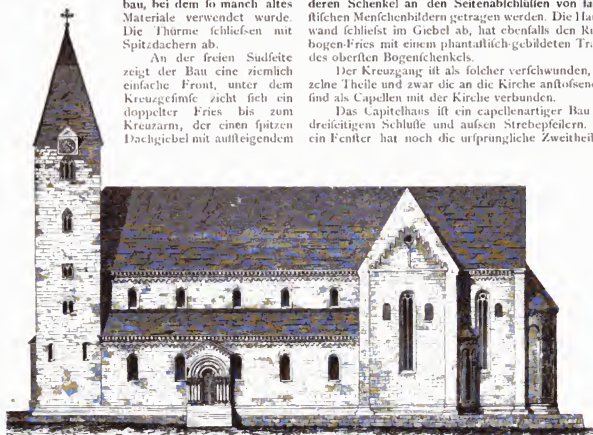 bau, bei dem ſo manch altes
Materiale verwendet wurde.
Die Thürme ſchließen mit
Spitzdächern ab.
An der freien Südſeite
zeigt der Bau eine ziemlich
einfache Front, unter dem
Kreuzgeſimſe zieht ſich ein
doppelter Fries bis zum
Kreuzarm, der einen ſpitzen
Dachgiebel mit aufſteigendem
deren Schenkel an den Seitenabſchlüſſen von
ſtiſchen Menſchenbildern getragen werden. Die
wand ſchließt im Giebel ab, hat ebenfalls den
bogen-Fries mit einem phantaſtiſch-gebildeten
des oberſten Bogenſchenkels.
Der Kreuzgang iſt als ſolcher verſchwunden,
zelne Theile und zwar die an die Kirche anſtoſsend
ſind als Capellen mit der Kirche verbunden.
Das Capitelhaus iſt ein capellenartiger Bau
dreiſeitigem Schluſſe und auſsen Strebepfeilern.
ein Fenſter hat noch die urſprüngliche Zweitheil